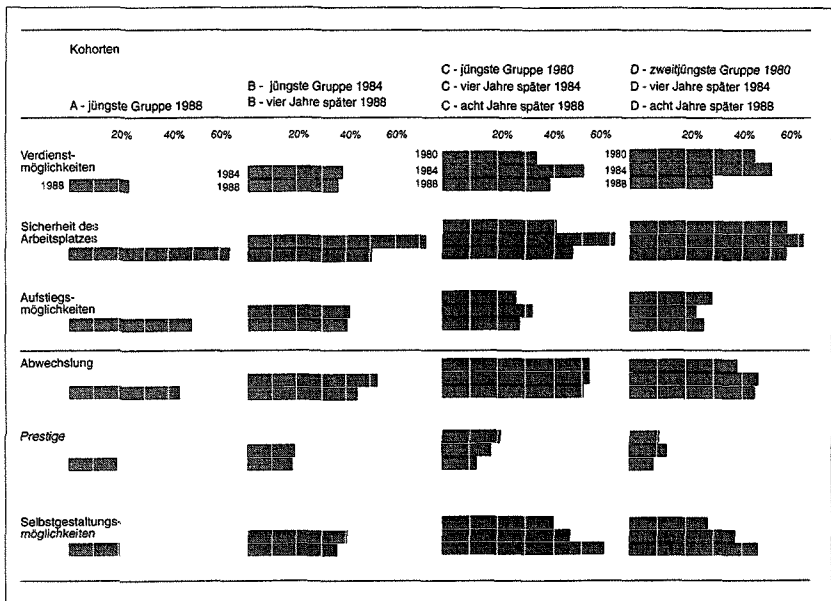 Kohorten
A - jüngste Gruppe 1988
B - jüngste Gruppe 1984
B - vier Jahre später 1988
C - jüngste Gruppe 1980
C - vier Jahre später 1984
C - acht Jahre später 1988
D - zweitjüngste Gruppe 1980
D - vier Jahre später 1984
D - acht Jahre später 1988
20% 40% 60% 20% 40% 60% 20% 40% 60% 20% 40% 60%
Verdienst-
möglichkeiten
1988
1984
1988
1980
1984
1988
1980
1984
1988
Sicherheit des
Arbeitsplatzes
Aufstiegs-
möglichkeiten
Abwechslung
Prestige
Selbstgestaltungs-
möglichkeiten